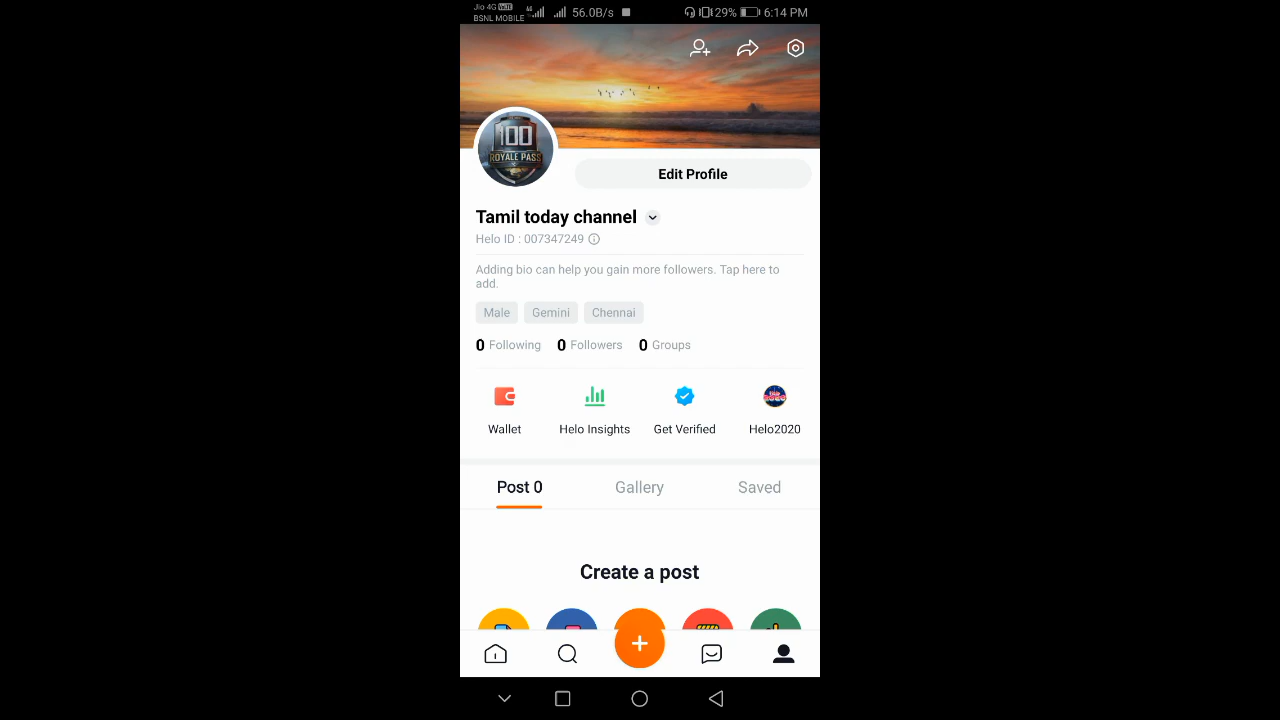 Jio 4G VoLTE
BSNL MOBILE
4G
56.0B/s
29%
6:14 PM
100
ROYALE PASS
Edit Profile
Tamil today channel
Helo ID : 007347249
Adding bio can help you gain more followers. Tap here to
add.
Male Gemini Chennai
0 Following 0 Followers 0 Groups
Wallet Helo Insights Get Verified Helo2020
Post 0 Gallery Saved
Create a post